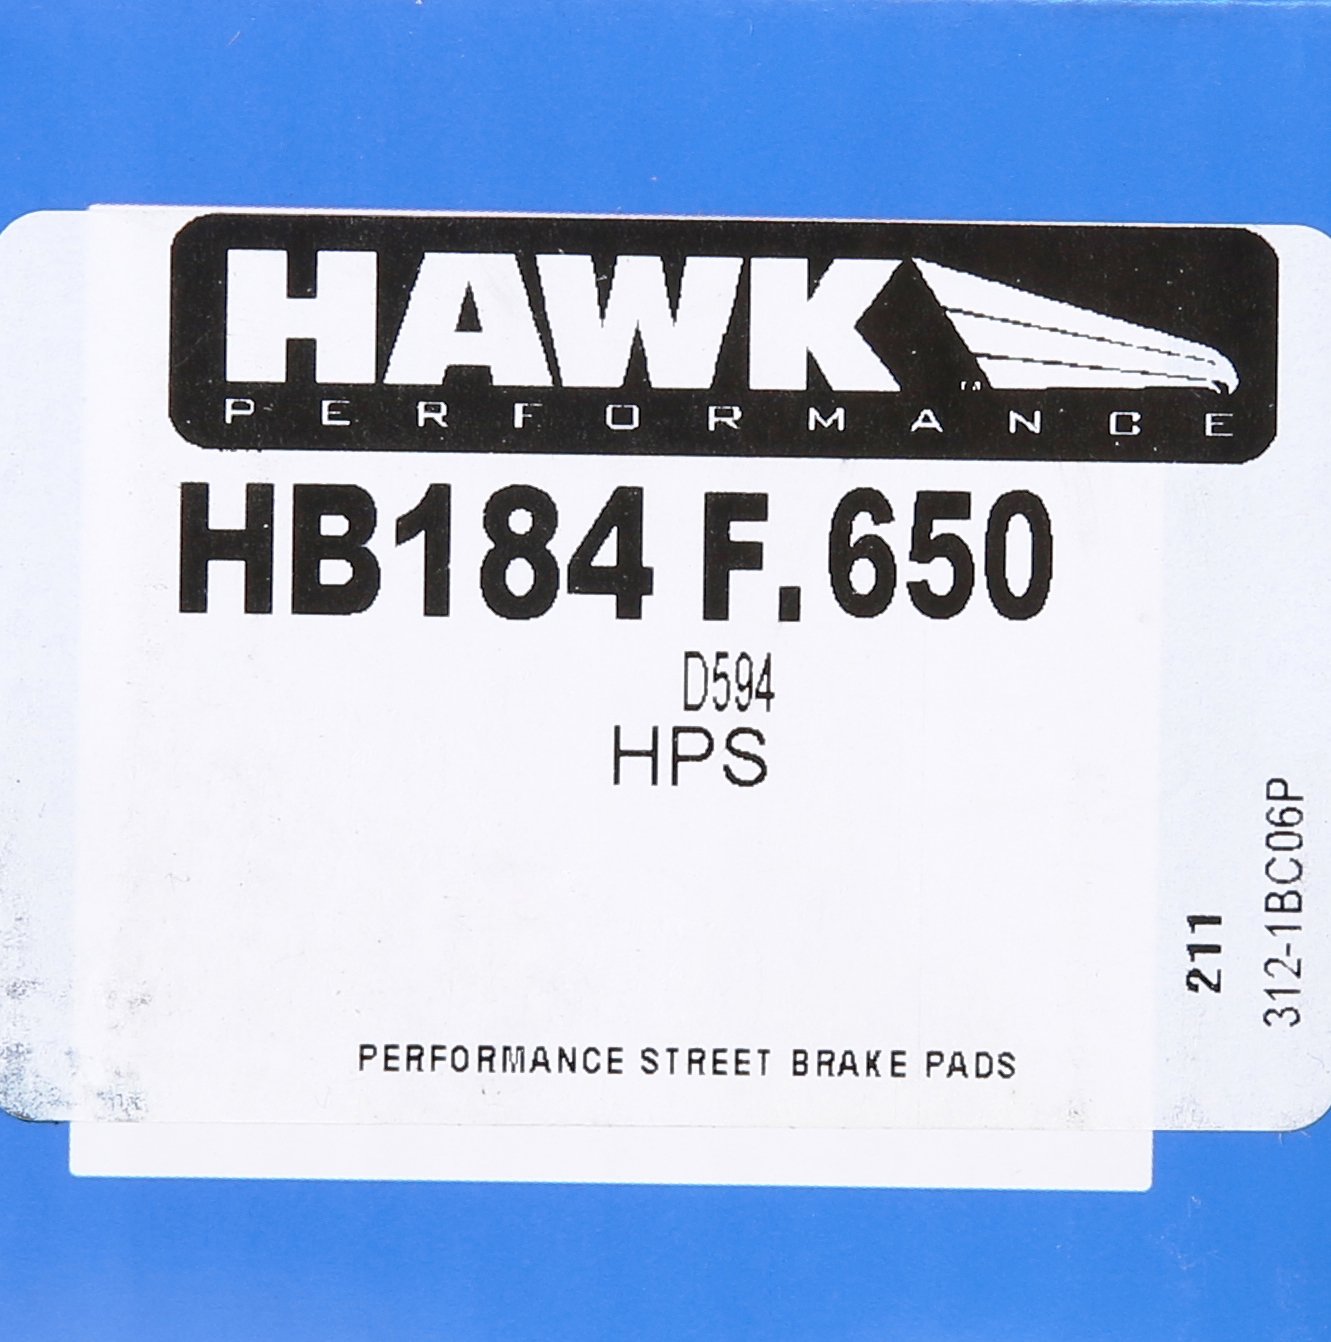 HAWK
PERFORMANCE
HB184 F.650
D594
HPS
PERFORMANCE STREET BRAKE PADS
211
312-1BC06P